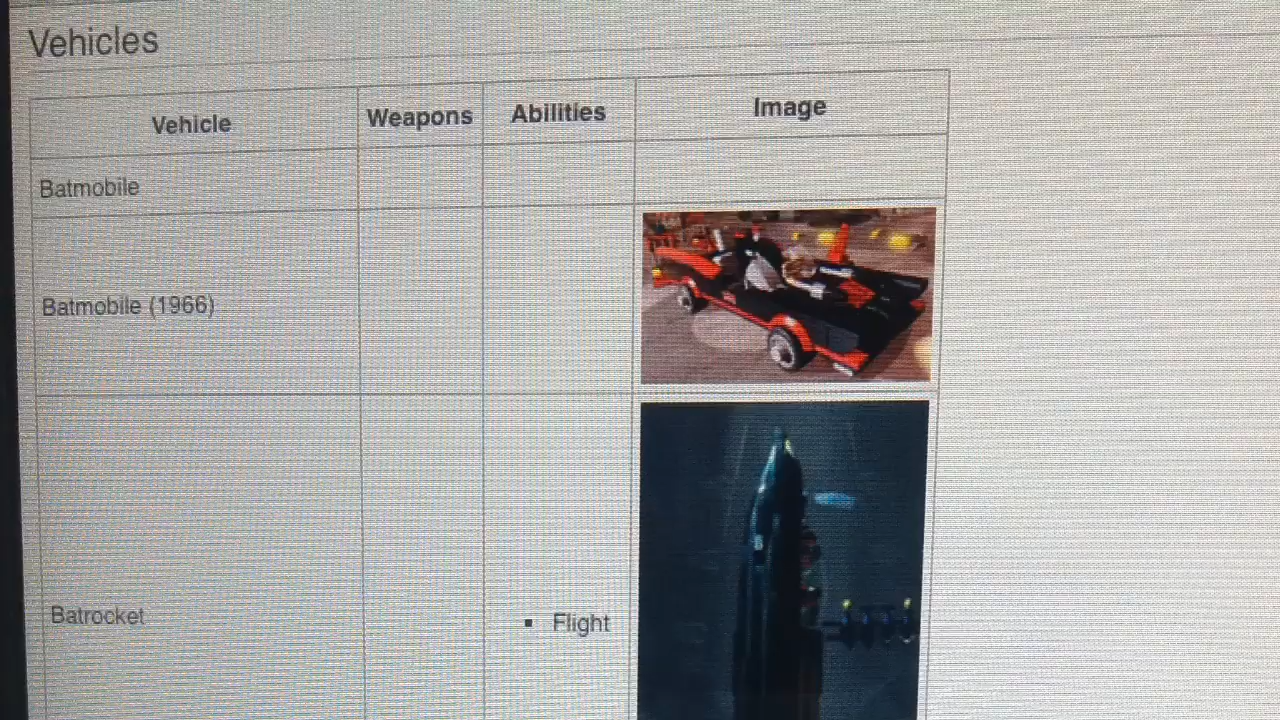 Vehicles
Vehicle Weapons Abilities Image
Batmobile
Batmobile (1966)
Batrocket
▪ Flight